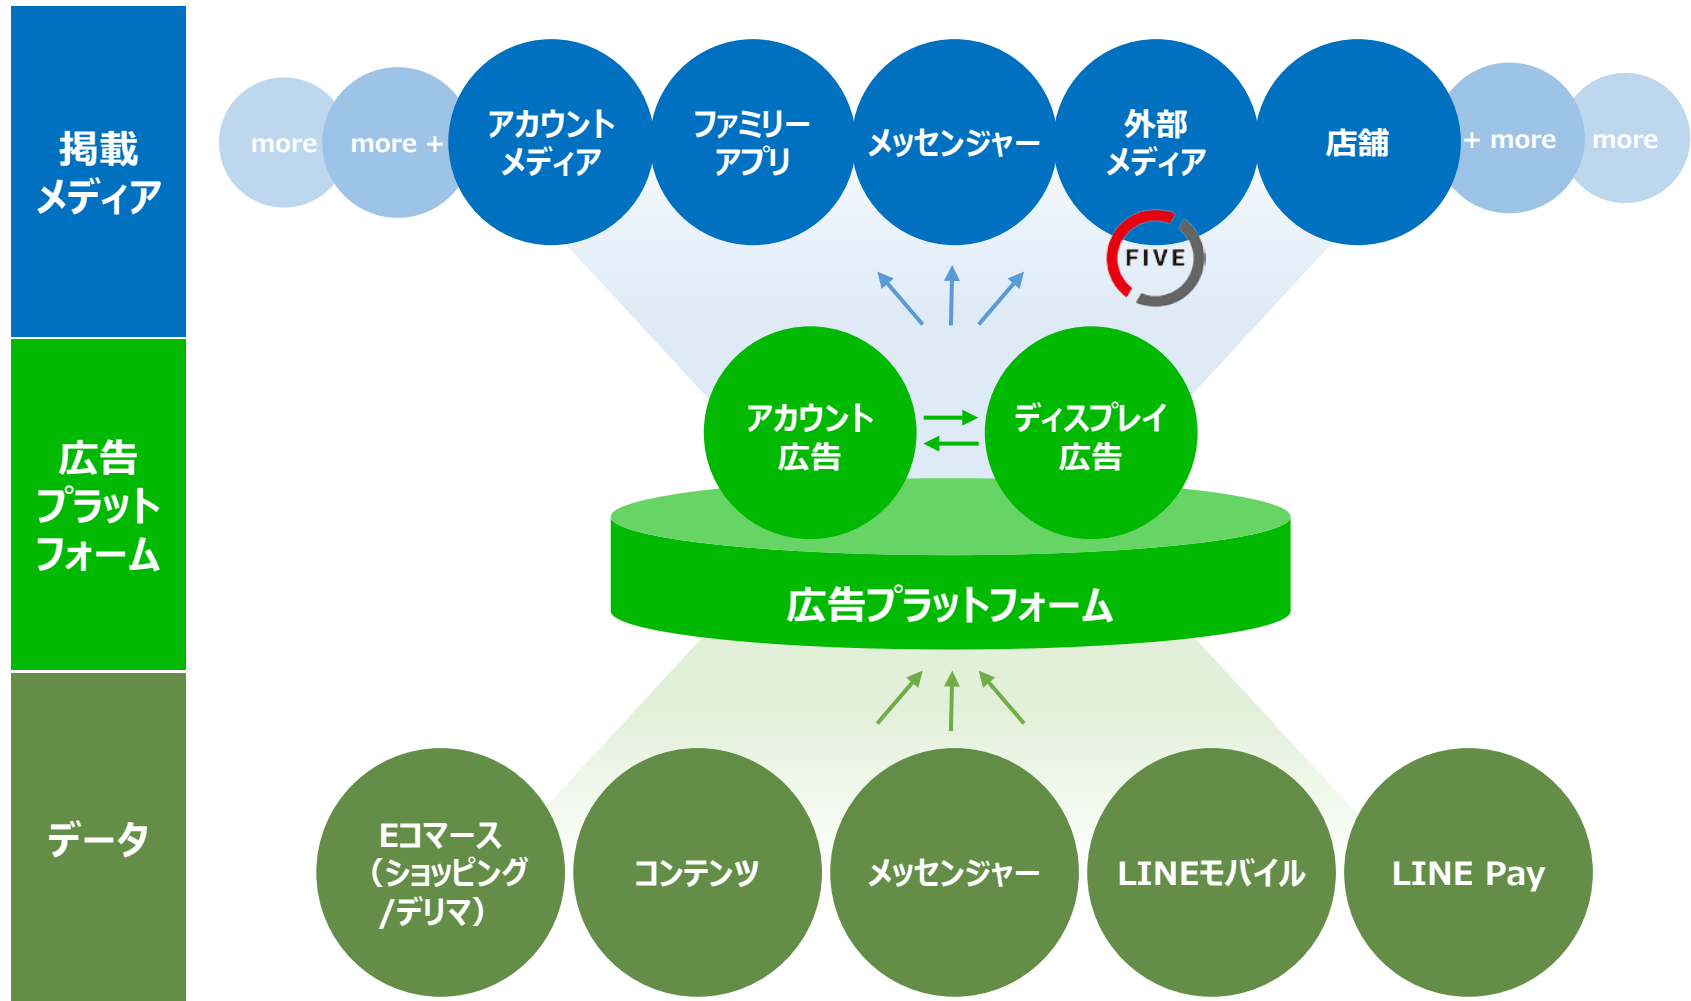 掲載
メディア
more
more +
アカウント
メディア
ファミリー
アプリ
メッセンジャー
外部
メディア
店舗
+ more
more
FIVE
広告
プラット
フォーム
アカウント
広告
ディスプレイ
広告
広告プラットフォーム
データ
Eコマース
（ショッピング
/デリマ）
コンテンツ
メッセンジャー
LINEモバイル
LINE Pay